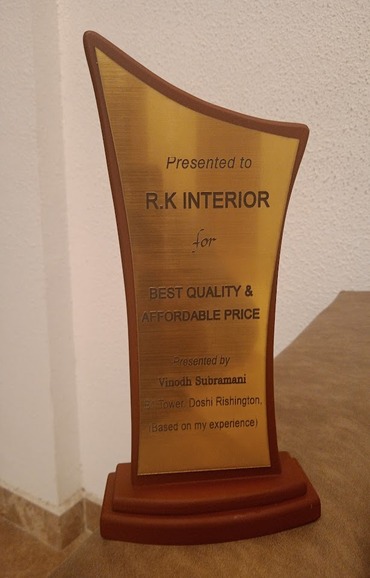 Presented to
R.K INTERIOR
for
BEST QUALITY &
AFFORDABLE PRICE
Presented by
Vinodh Subramani
Tower, Doshi Rishington,
(Based on my experience)